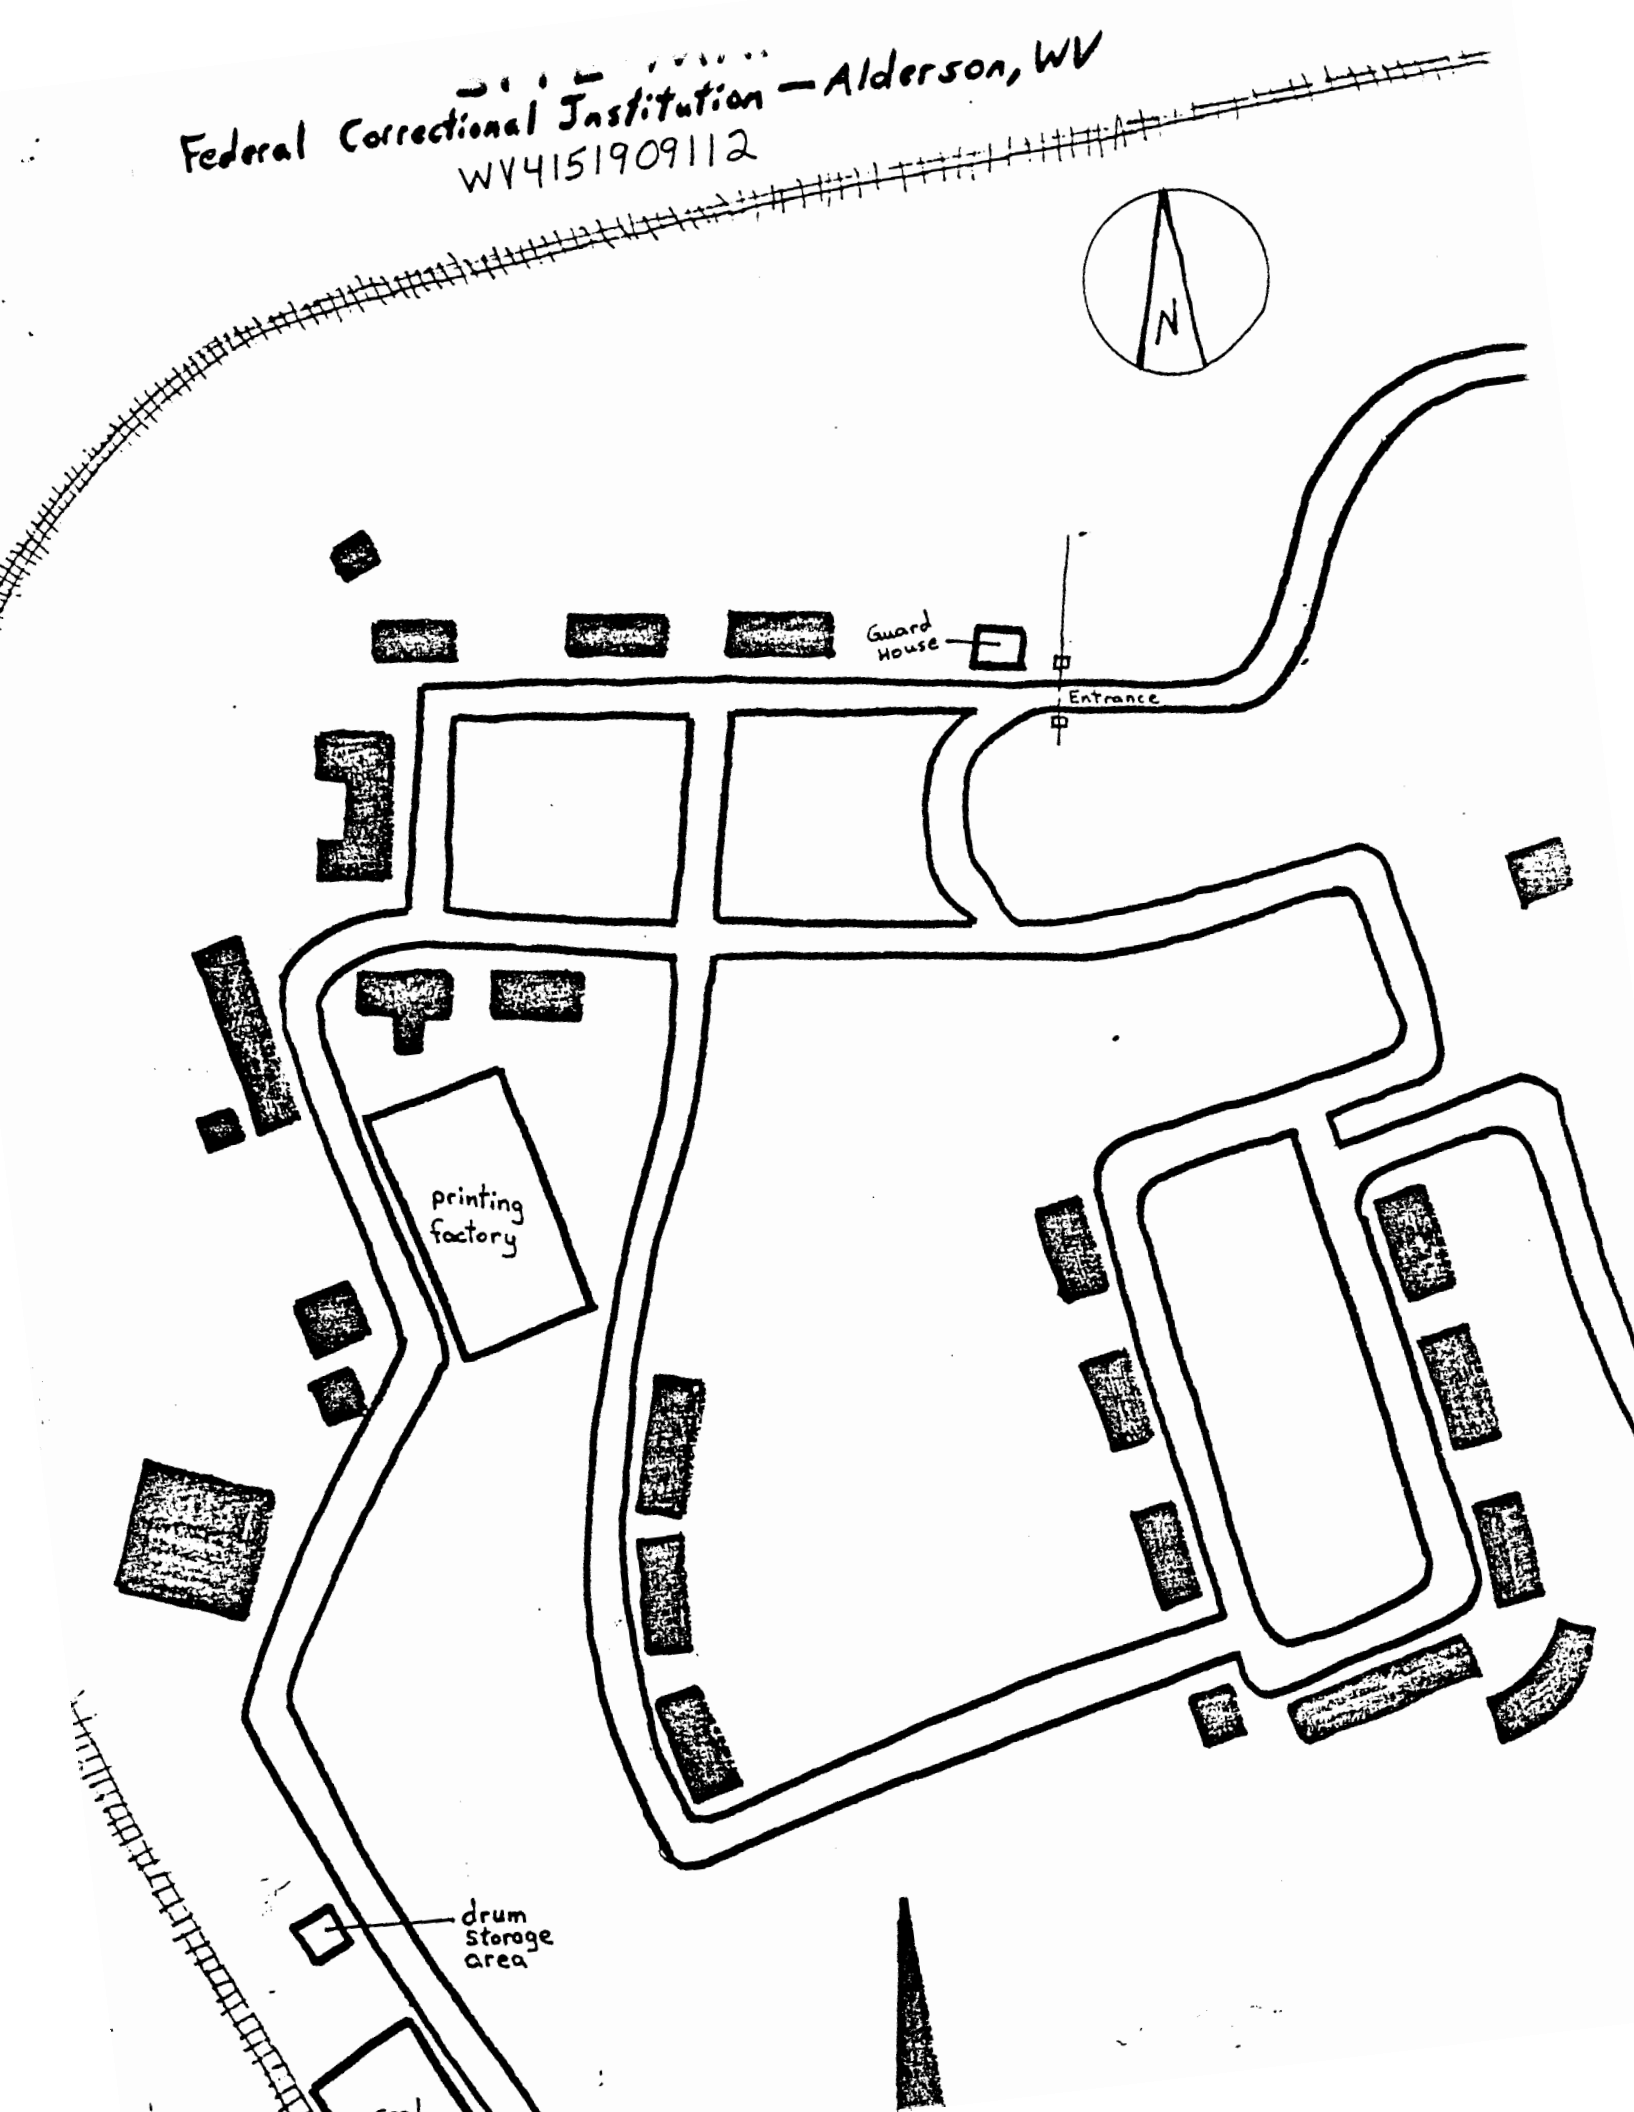 Federal Correctional Institution — Alderson, WV
WV4151909112
N
Guard
House
Entrance
printing
factory
drum
storage
area